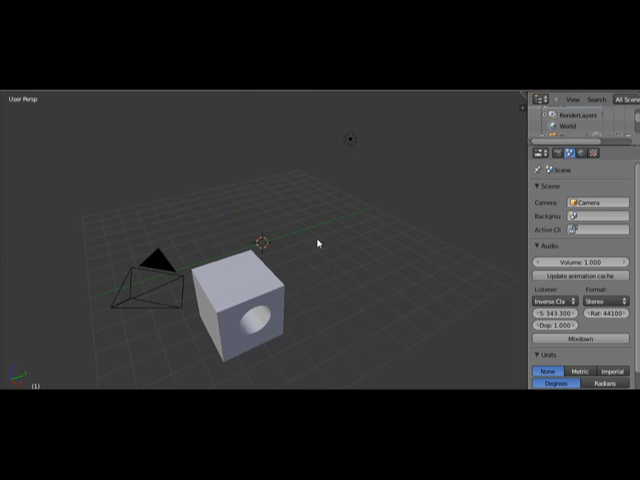 User Persp
View Search All Scene
RenderLayers
World
Scene
Scene
Camera: Camera
Backgrou
Active Cli
Audio
Volume: 1.000
Update animation cache
Listener: Format:
Inverse Cla Stereo
S: 343.300 Rat: 44100
Dop: 1.000
Mixdown
Units
None Metric Imperial
Degrees Radians
(1)